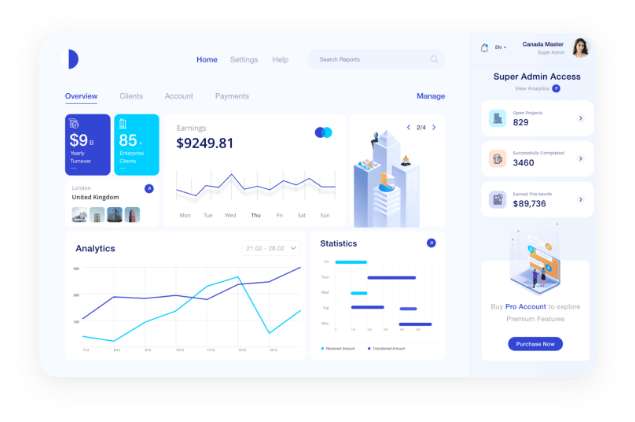 Home
Settings
Help
Search Reports
EN
Canada Master
Super Admin
Overview
Clients
Account
Payments
Manage
$9 B
Yearly
Turnover
85
Enterprise
Clients
London
United Kingdom
Earnings
$9249.81
Mon Tue Wed Thu Fri Sat Sun
2/4
Super Admin Access
View Analytics
Open Projects
829
Successfully Completed
3460
Earned This Month
$89,736
Analytics
21.02 - 28.02
Statistics
Fri
Thur
Wed
Tue
Mon
Received Amount
Transferred Amount
Buy Pro Account to explore
Premium Features
Purchase Now